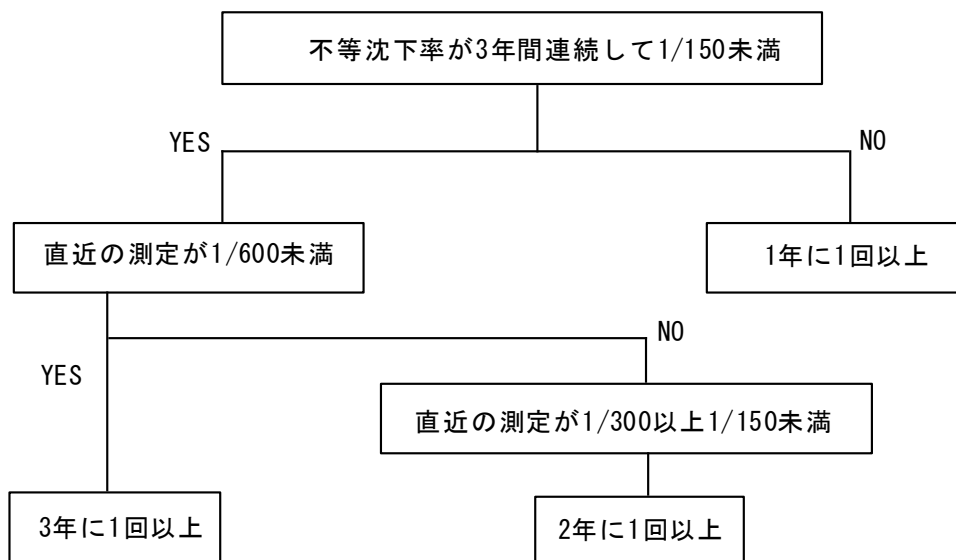 不等沈下率が3年間連続して1/150未満
YES
NO
直近の測定が1/600未満
1年に1回以上
NO
YES
直近の測定が1/300以上1/150未満
3年に1回以上
2年に1回以上